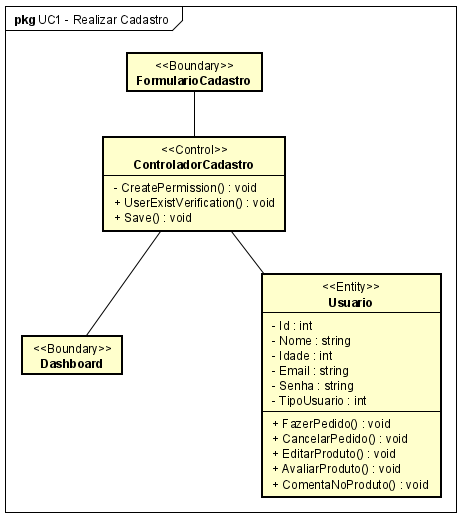 pkg UC1 - Realizar Cadastro
<<Boundary>>
FormularioCadastro
<<Control>>
ControladorCadastro
- CreatePermission() : void
+ UserExistVerification() : void
+ Save() : void
<<Boundary>>
Dashboard
<<Entity>>
Usuario
- Id : int
- Nome : string
- Idade : int
- Email : string
- Senha : string
- TipoUsuario : int
+ FazerPedido() : void
+ CancelarPedido() : void
+ EditarProduto() : void
+ AvaliarProduto() : void
+ ComentaNoProduto() : void